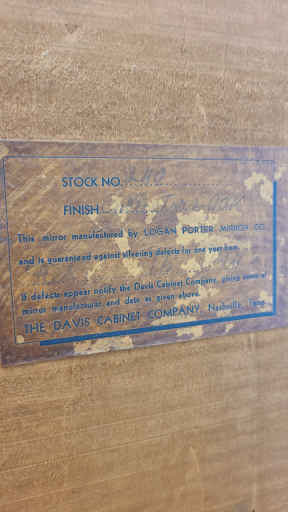 STOCK NO.
FINISH
This mirror manufactured by LOGAN PORTER MIRROR CO.
and is guaranteed against silvering defects for one year from
If defects appear notify the Davis Cabinet Company, giving name of
mirror manufacturer and date as given above.
THE DAVIS CABINET COMPANY, Nashville, Tenn.